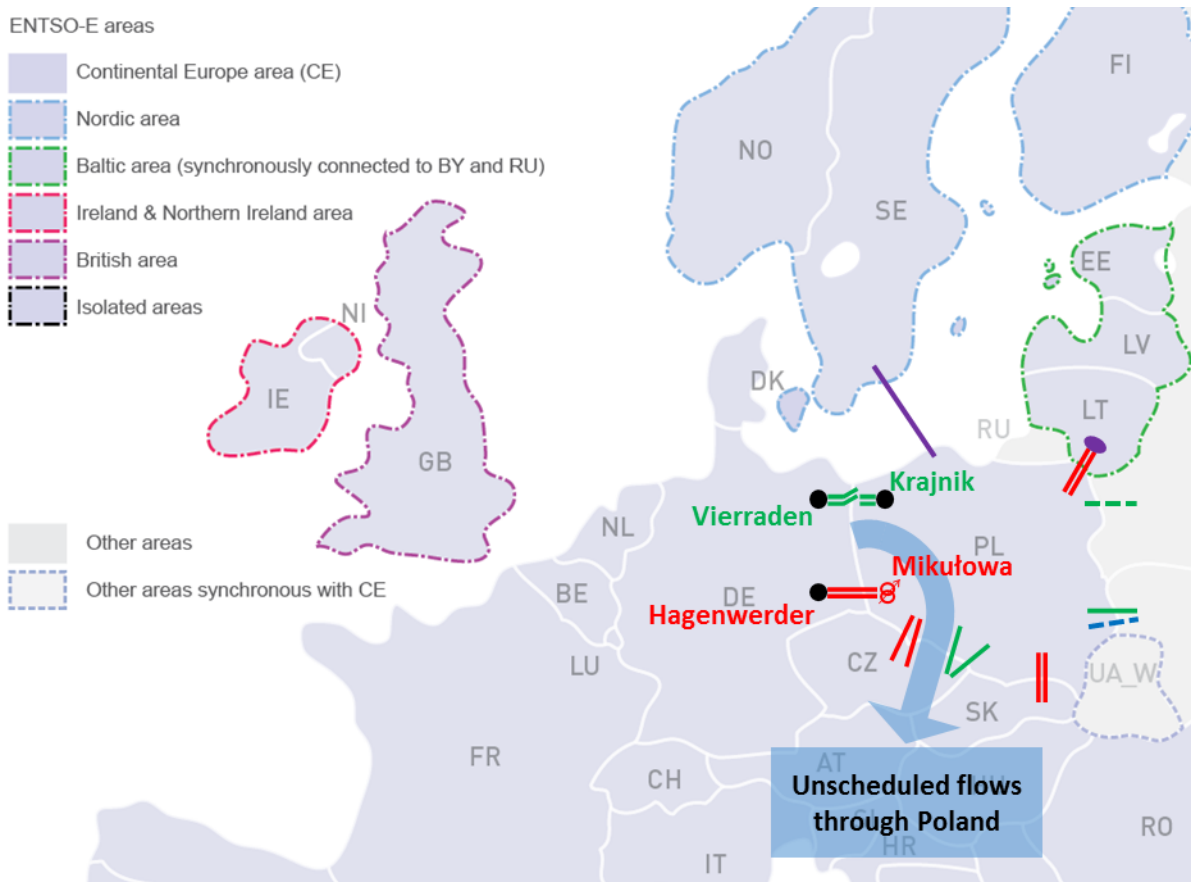 ENTSO-E areas
Continental Europe area (CE)
Nordic area
Baltic area (synchronously connected to BY and RU)
Ireland & Northern Ireland area
British area
Isolated areas
Other areas
Other areas synchronous with CE
FI
NO
SE
EE
NI
LV
DK
IE
LT
RU
GB
Krajnik
Vierraden
NL
PL
Mikułowa
BE
DE
Hagenwerder
CZ
LU
UA_W
SK
FR
AT
CH
Unscheduled flows
through Poland
RO
HR
IT